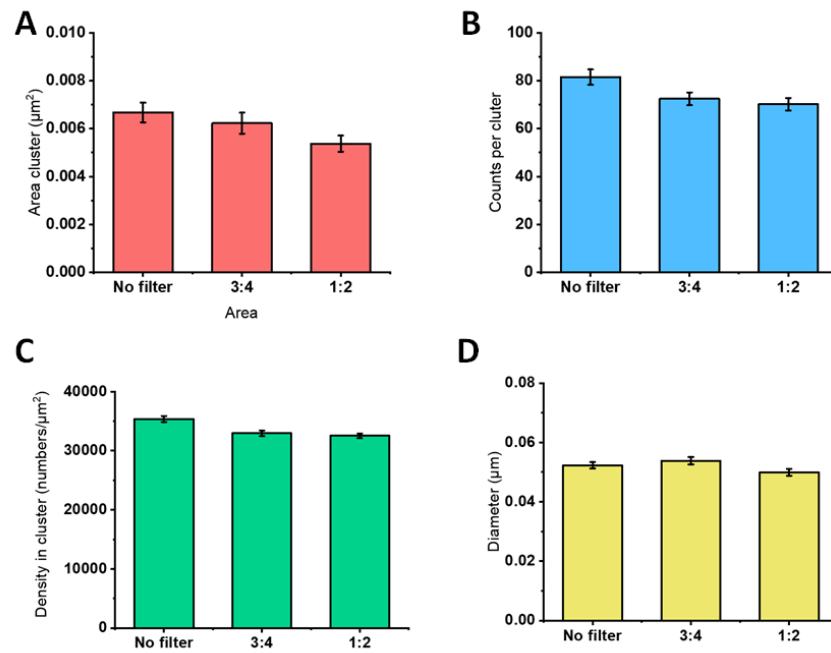 A
Area cluster (µm²)
0.010
0.008
0.006
0.004
0.002
0.000
No filter 3:4 1:2
Area
B
Counts per cluter
100
80
60
40
20
0
No filter 3:4 1:2
C
Density in cluster (numbers/µm²)
40000
30000
20000
10000
0
No filter 3:4 1:2
D
Diameter (µm)
0.08
0.06
0.04
0.02
0.00
No filter 3:4 1:2